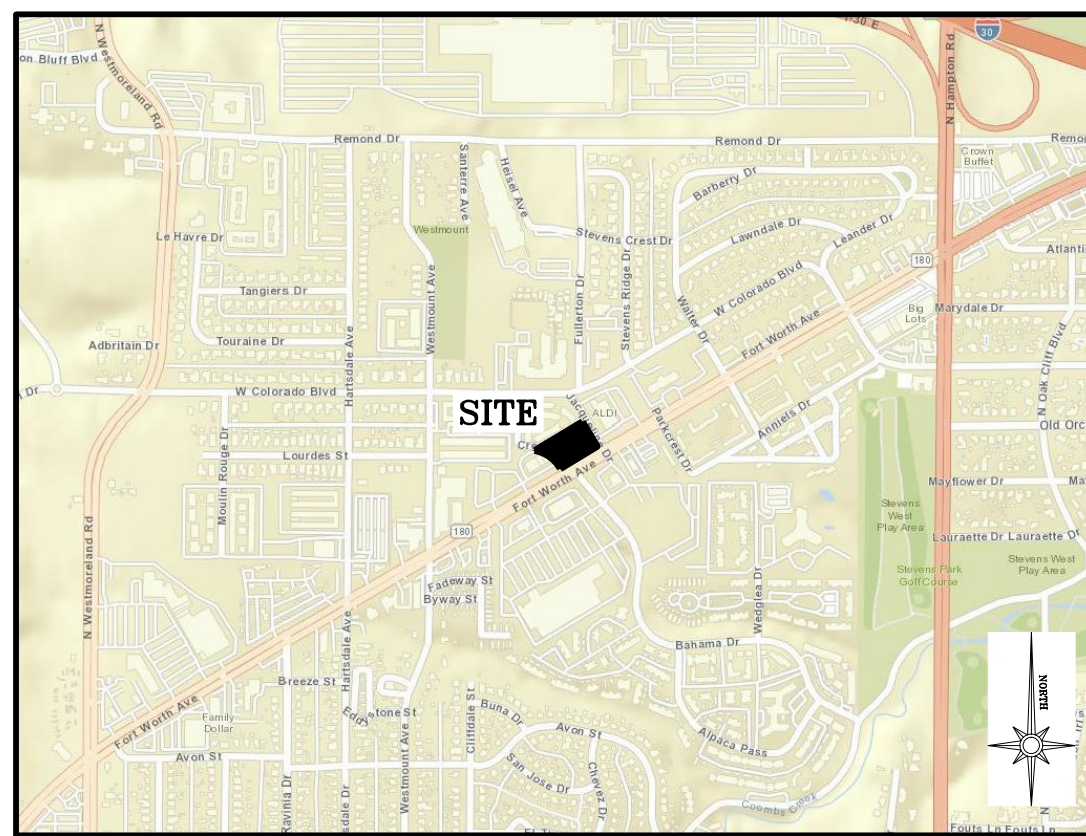 30 E
30
N Westmoreland Rd
on Bluff Blvd
N Hampton Rd
Remond Dr
Remond Dr
Remo
Crown
Buffet
Santerre Ave
Heisel Ave
Barberry Dr
Westmount
Le Havre Dr
Stevens Crest Dr
Lawndale Dr
Leander Dr
180
Atlanti
Tangiers Dr
Westmount Ave
Fullerton Dr
Stevens Ridge Dr
Walter Dr
W Colorado Blvd
Big
Lots
Marydale Dr
Adbritain Dr
Touraine Dr
Hartsdale Ave
Fort Worth Ave
N Oak Cliff Blvd
Dr
W Colorado Blvd
SITE
Jacqueline Dr
ALDI
Parkcrest Dr
Anniels Dr
Old Orc
Moulin Rouge Dr
Lourdes St
Cre
Fort Worth Ave
Mayflower Dr
Ma
180
Stevens
West
Play Area
Lauraette Dr
Lauraette Dr
Stevens West
Play Area
N Westmoreland Rd
Fadeway St
Byway St
Stevens Park
Golf Course
Wedglea Dr
Hartsdale Ave
Bahama Dr
Breeze St
NORTH
Eddystone St
Cliffdale St
Buna Dr
Avon St
Family
Dollar
Fort Worth Ave
Alpaca Pass
Avon St
Westmount Ave
San Jose Dr
Chevez Dr
Ravinia Dr
sdale Dr
Coombs Creek
Fouts Ln
Fouts Ln